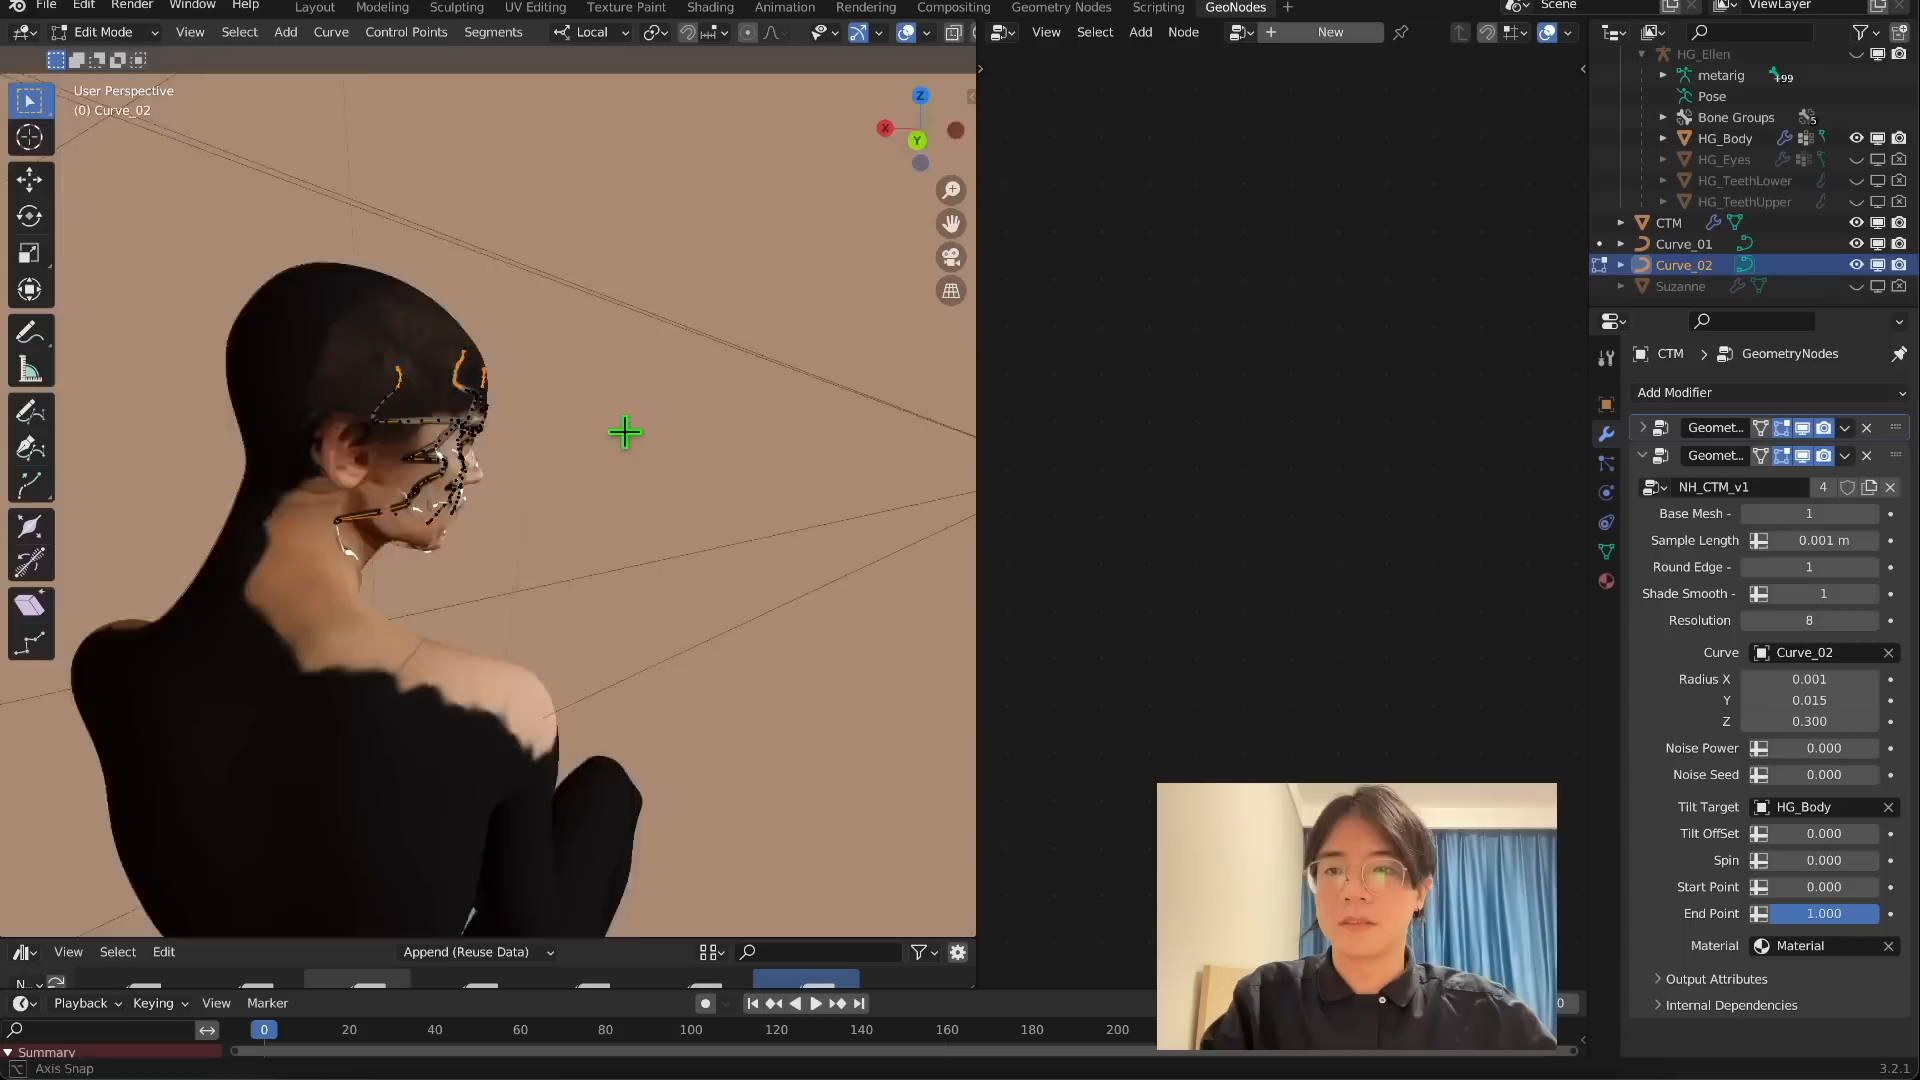 File Edit Render Window Help
Layout Modeling Sculpting UV Editing Texture Paint Shading Animation Rendering Compositing Geometry Nodes Scripting GeoNodes +
Scene
ViewLayer
Edit Mode View Select Add Curve Control Points Segments Local
View Select Add Node New
User Perspective
(0) Curve_02
Z
X
Y
HG_Ellen
metarig +99
Pose
Bone Groups 5
HG_Body
HG_Eyes
HG_TeethLower
HG_TeethUpper
CTM
Curve_01
Curve_02
Suzanne
CTM > GeometryNodes
Add Modifier
Geomet...
Geomet...
NH_CTM_v1 4
Base Mesh - 1
Sample Length 0.001 m
Round Edge - 1
Shade Smooth - 1
Resolution 8
Curve Curve_02
Radius X 0.001
Y 0.015
Z 0.300
Noise Power 0.000
Noise Seed 0.000
Tilt Target HG_Body
Tilt OffSet 0.000
Spin 0.000
Start Point 0.000
End Point 1.000
Material Material
Output Attributes
Internal Dependencies
View Select Edit Append (Reuse Data)
N...
Playback Keying View Marker
0
0 20 40 60 80 100 120 140 160 180 200
Summary
Axis Snap
3.2.1